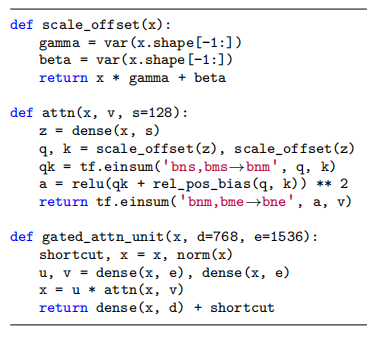 def scale_offset(x):
    gamma = var(x.shape[-1:])
    beta = var(x.shape[-1:])
    return x * gamma + beta

def attn(x, v, s=128):
    z = dense(x, s)
    q, k = scale_offset(z), scale_offset(z)
    qk = tf.einsum('bns,bms→bnm', q, k)
    a = relu(qk + rel_pos_bias(q, k)) ** 2
    return tf.einsum('bnm,bme→bne', a, v)

def gated_attn_unit(x, d=768, e=1536):
    shortcut, x = x, norm(x)
    u, v = dense(x, e), dense(x, e)
    x = u * attn(x, v)
    return dense(x, d) + shortcut